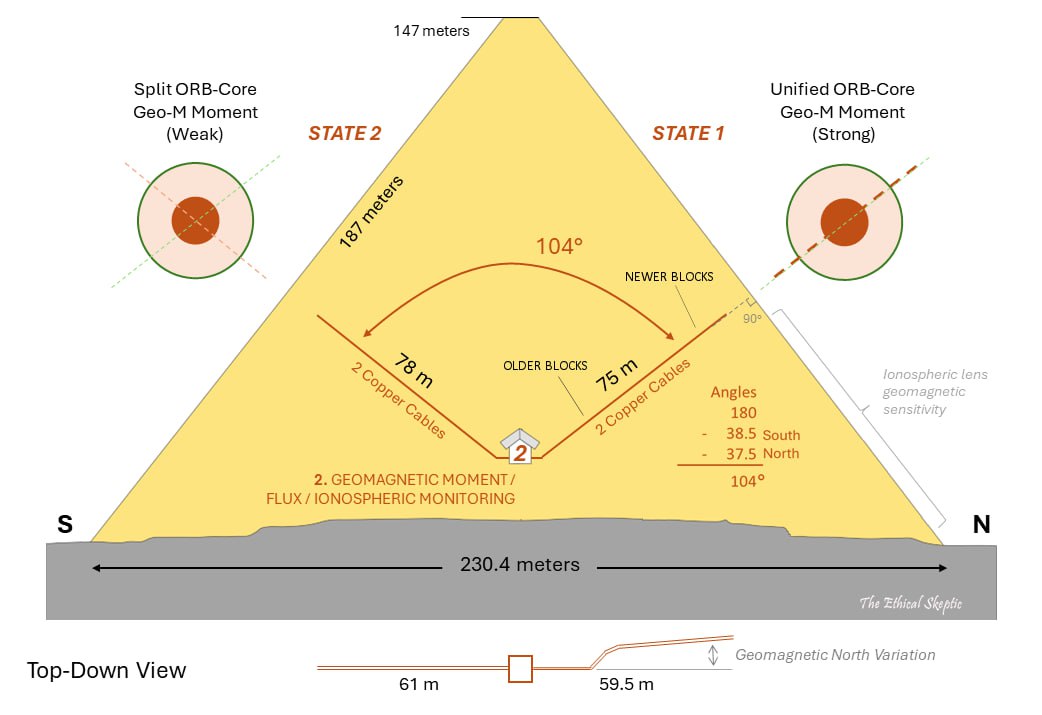 147 meters
Split ORB-Core
Geo-M Moment
(Weak)
Unified ORB-Core
Geo-M Moment
(Strong)
STATE 2
STATE 1
187 meters
104°
NEWER BLOCKS
90°
OLDER BLOCKS
78 m
2 Copper Cables
75 m
2 Copper Cables
Ionospheric lens
geomagnetic
sensitivity
Angles
180
- 38.5 South
- 37.5 North
104°
2
2. GEOMAGNETIC MOMENT /
FLUX / IONOSPHERIC MONITORING
S
N
230.4 meters
The Ethical Skeptic
Top-Down View
Geomagnetic North Variation
61 m
59.5 m